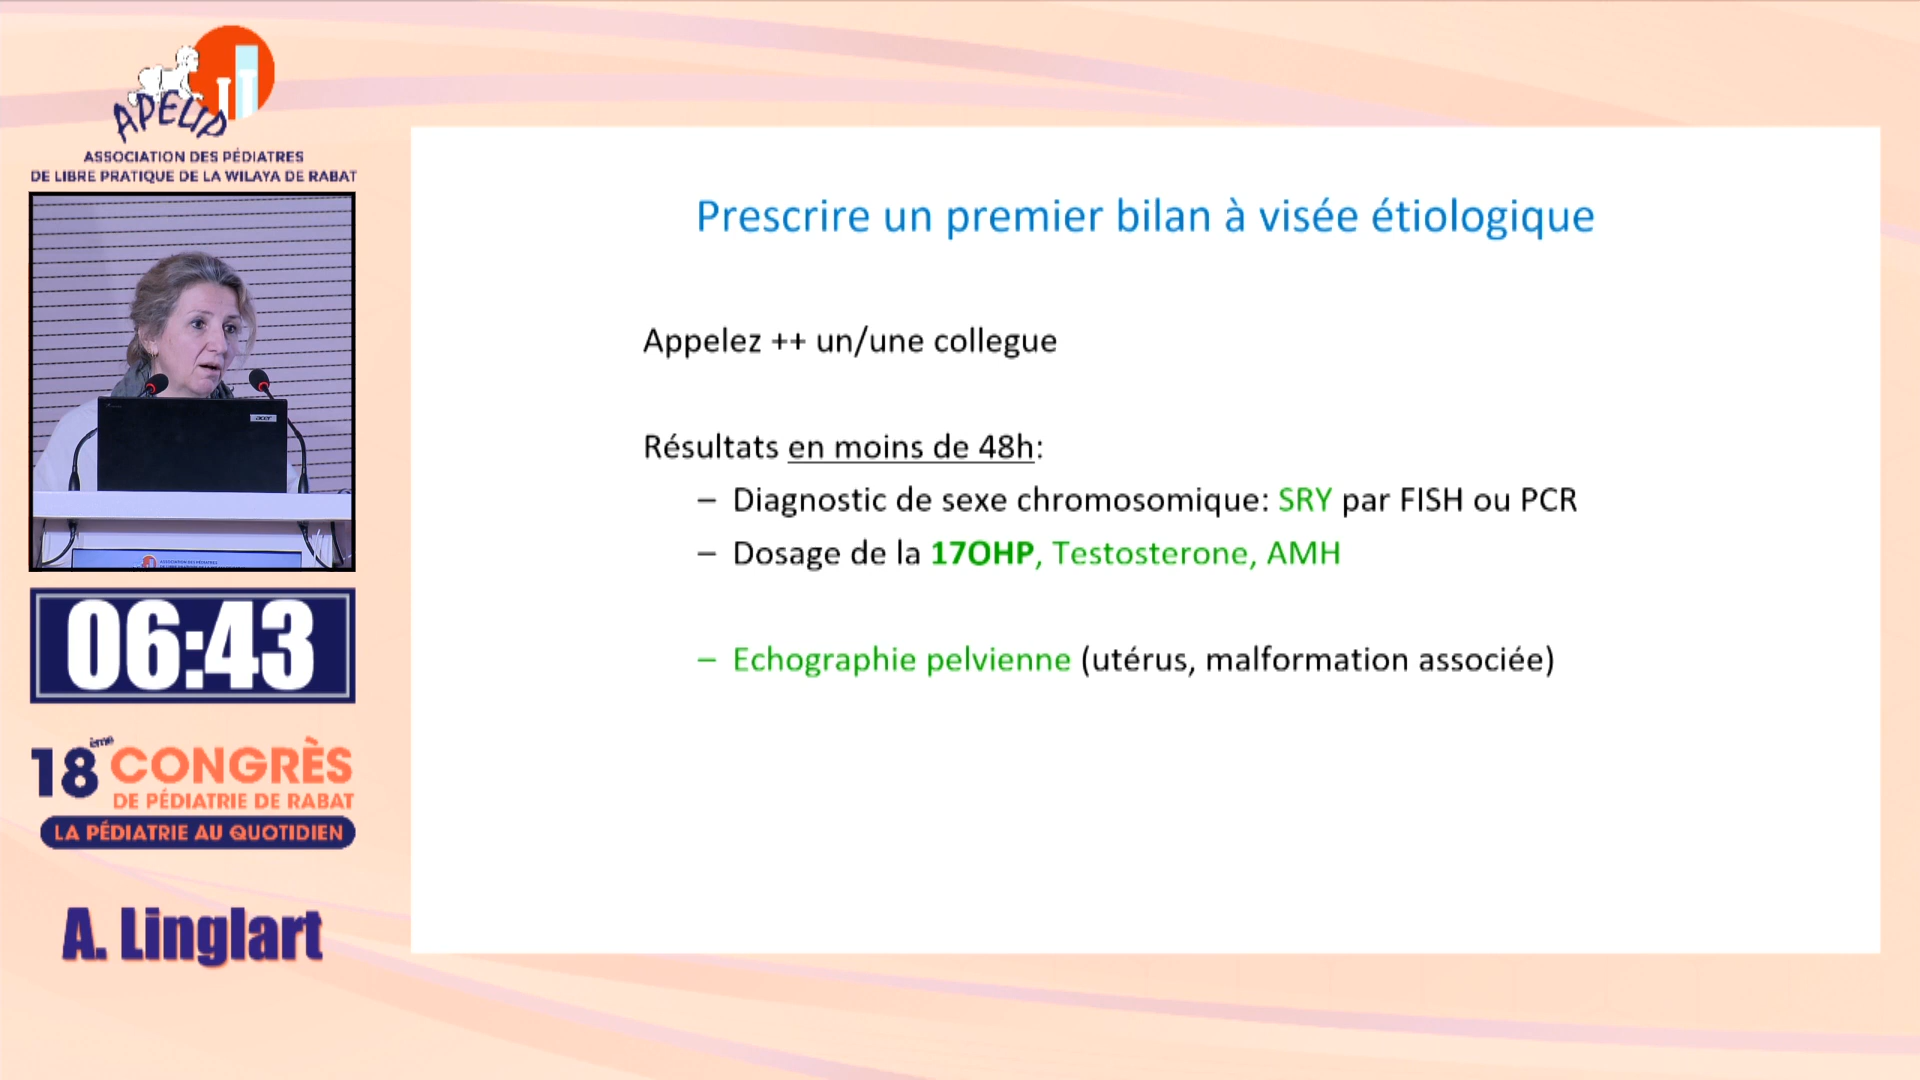 APELIP
ASSOCIATION DES PÉDIATRES
DE LIBRE PRATIQUE DE LA WILAYA DE RABAT
acer
06:43
18ème CONGRÈS
DE PÉDIATRIE DE RABAT
LA PÉDIATRIE AU QUOTIDIEN
A. Linglart
Prescrire un premier bilan à visée étiologique
Appelez ++ un/une collegue
Résultats en moins de 48h:
– Diagnostic de sexe chromosomique: SRY par FISH ou PCR
– Dosage de la 17OHP, Testosterone, AMH
– Echographie pelvienne (utérus, malformation associée)